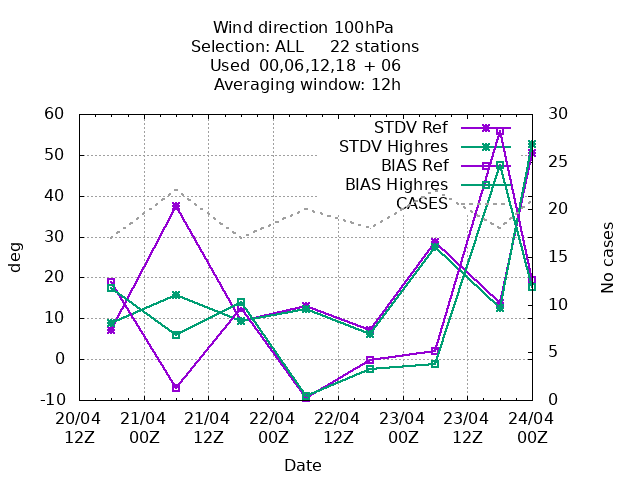 Wind direction 100hPa
Selection: ALL 22 stations
Used 00,06,12,18 + 06
Averaging window: 12h
STDV Ref
STDV Highres
BIAS Ref
BIAS Highres
CASES
60
50
40
30
20
10
0
-10
deg
30
25
20
15
10
5
0
No cases
20/04 21/04 21/04 22/04 22/04 23/04 23/04 24/04
12Z 00Z 12Z 00Z 12Z 00Z 12Z 00Z
Date